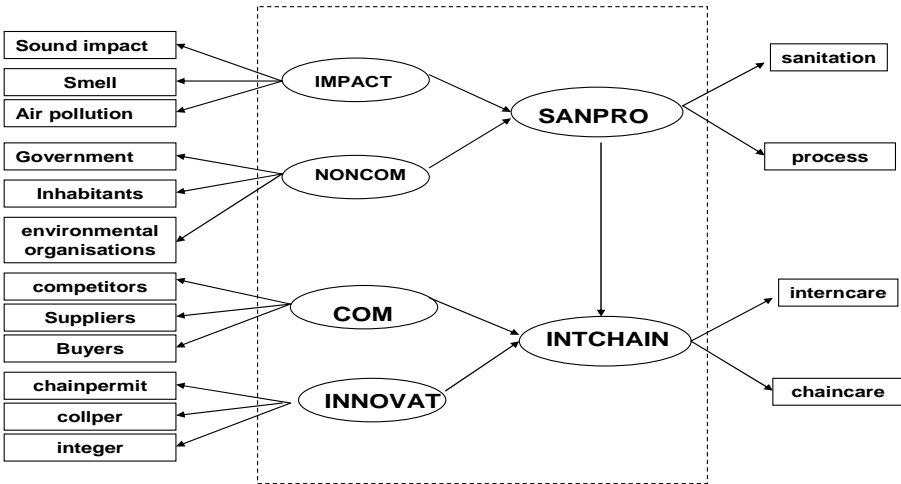 Sound impact
Smell
Air pollution
Government
Inhabitants
environmental
organisations
competitors
Suppliers
Buyers
chainpermit
collper
integer
IMPACT
NONCOM
COM
INNOVAT
SANPRO
INTCHAIN
sanitation
process
interncare
chaincare